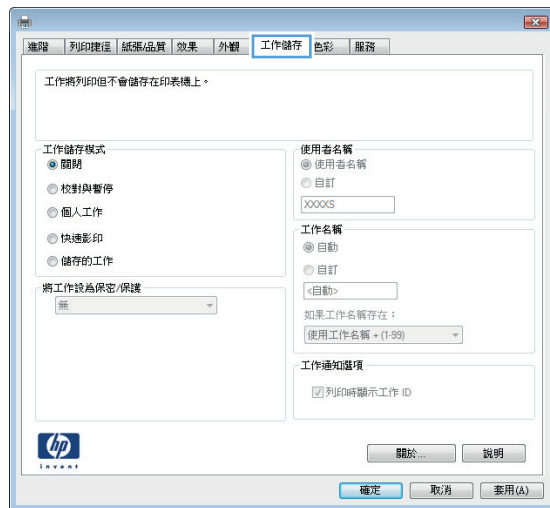 進階 列印捷徑 紙張/品質 效果 外觀 工作儲存 色彩 服務
工作將列印但不會儲存在印表機上。
工作儲存模式
關閉
校對與暫停
個人工作
快速影印
儲存的工作
將工作設為保密/保護
無
使用者名稱
使用者名稱
自訂
XXXXS
工作名稱
自動
自訂
<自動>
如果工作名稱存在：
使用工作名稱 + (1-99)
工作通知選項
列印時顯示工作 ID
hp
invent
關於... 說明
確定 取消 套用(A)